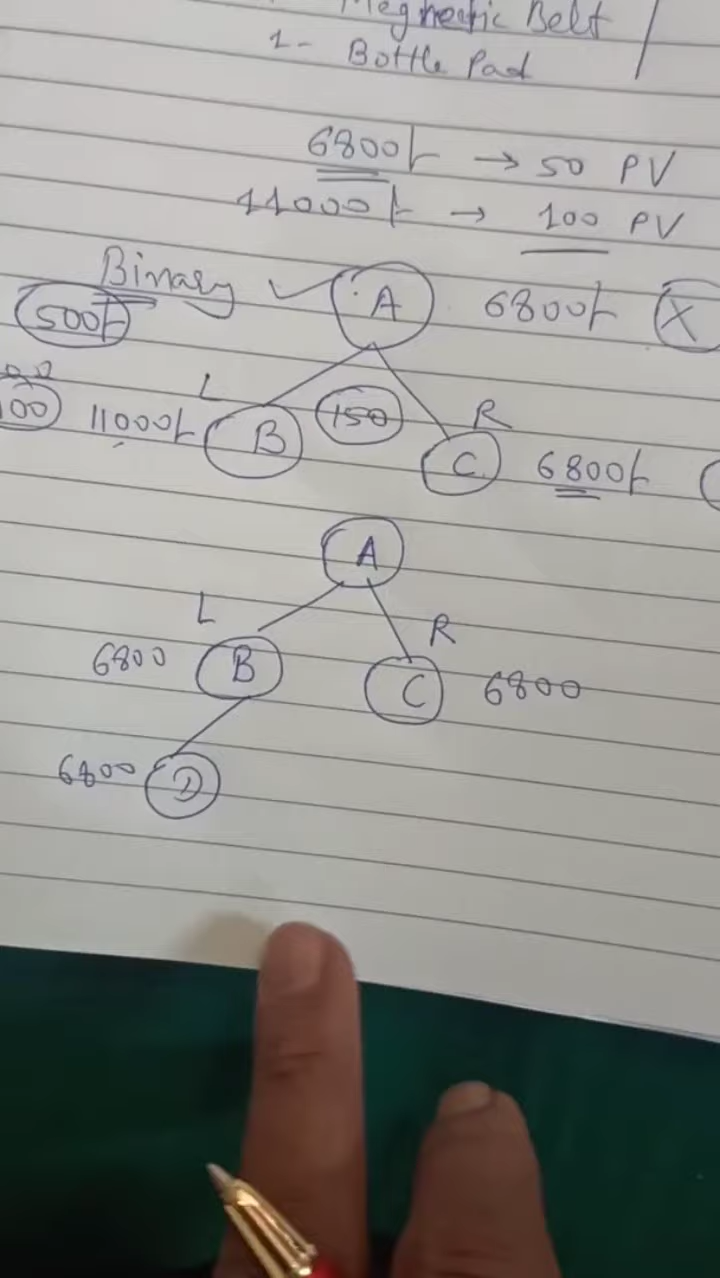 Megnectic Belt
1- Bottle Pad
6800/- → 50 PV
11000/- → 100 PV
Binary A 6800/- X
500/-
L 150 R
100 11000/- B C 6800/-
A
L R
6800 B C 6800
6800 D